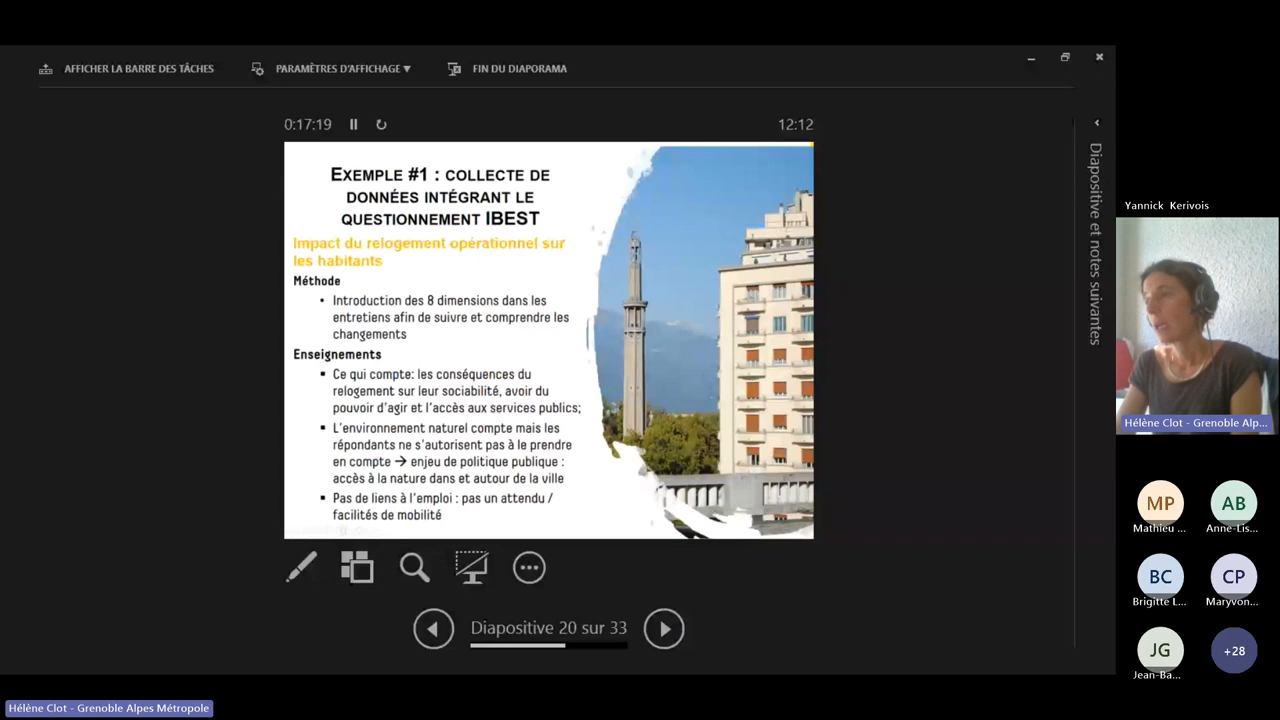 AFFICHER LA BARRE DES TÂCHES
PARAMÈTRES D'AFFICHAGE ▼
FIN DU DIAPORAMA
0:17:19
12:12
EXEMPLE #1 : COLLECTE DE
DONNÉES INTÉGRANT LE
QUESTIONNEMENT IBEST
Impact du relogement opérationnel sur
les habitants
Méthode
• Introduction des 8 dimensions dans les
entretiens afin de suivre et comprendre les
changements
Enseignements
▪ Ce qui compte: les conséquences du
relogement sur leur sociabilité, avoir du
pouvoir d'agir et l'accès aux services publics;
▪ L'environnement naturel compte mais les
répondants ne s'autorisent pas à le prendre
en compte → enjeu de politique publique :
accès à la nature dans et autour de la ville
▪ Pas de liens à l'emploi : pas un attendu /
facilités de mobilité
Diapositive 20 sur 33
Diapositive et notes suivantes
Yannick Kerivois
Hélène Clot - Grenoble Alp...
MP
Mathieu ...
AB
Anne-Lis...
BC
Brigitte L...
CP
Maryvon...
JG
Jean-Ba...
+28
Hélène Clot - Grenoble Alpes Métropole